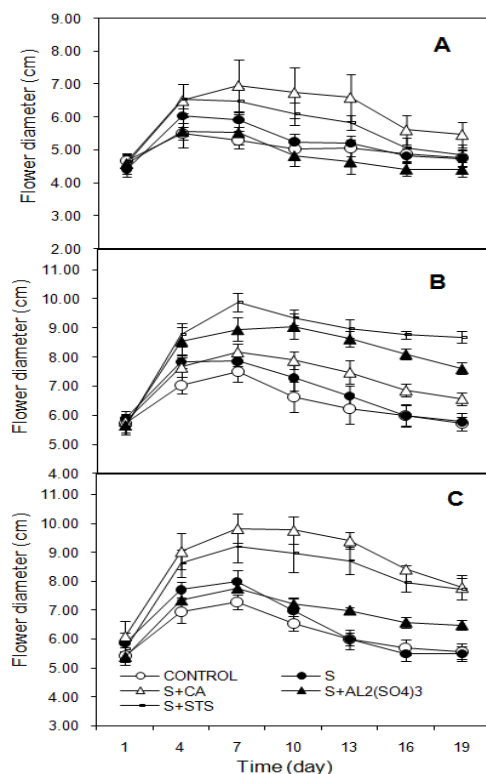 A
Flower diameter (cm)
9.00
8.00
7.00
6.00
5.00
4.00
3.00
2.00
B
Flower diameter (cm)
11.00
10.00
9.00
8.00
7.00
6.00
5.00
4.00
C
Flower diameter (cm)
11.00
10.00
9.00
8.00
7.00
6.00
5.00
4.00
3.00
CONTROL S
S+CA S+AL2(SO4)3
S+STS
1 4 7 10 13 16 19
Time (day)